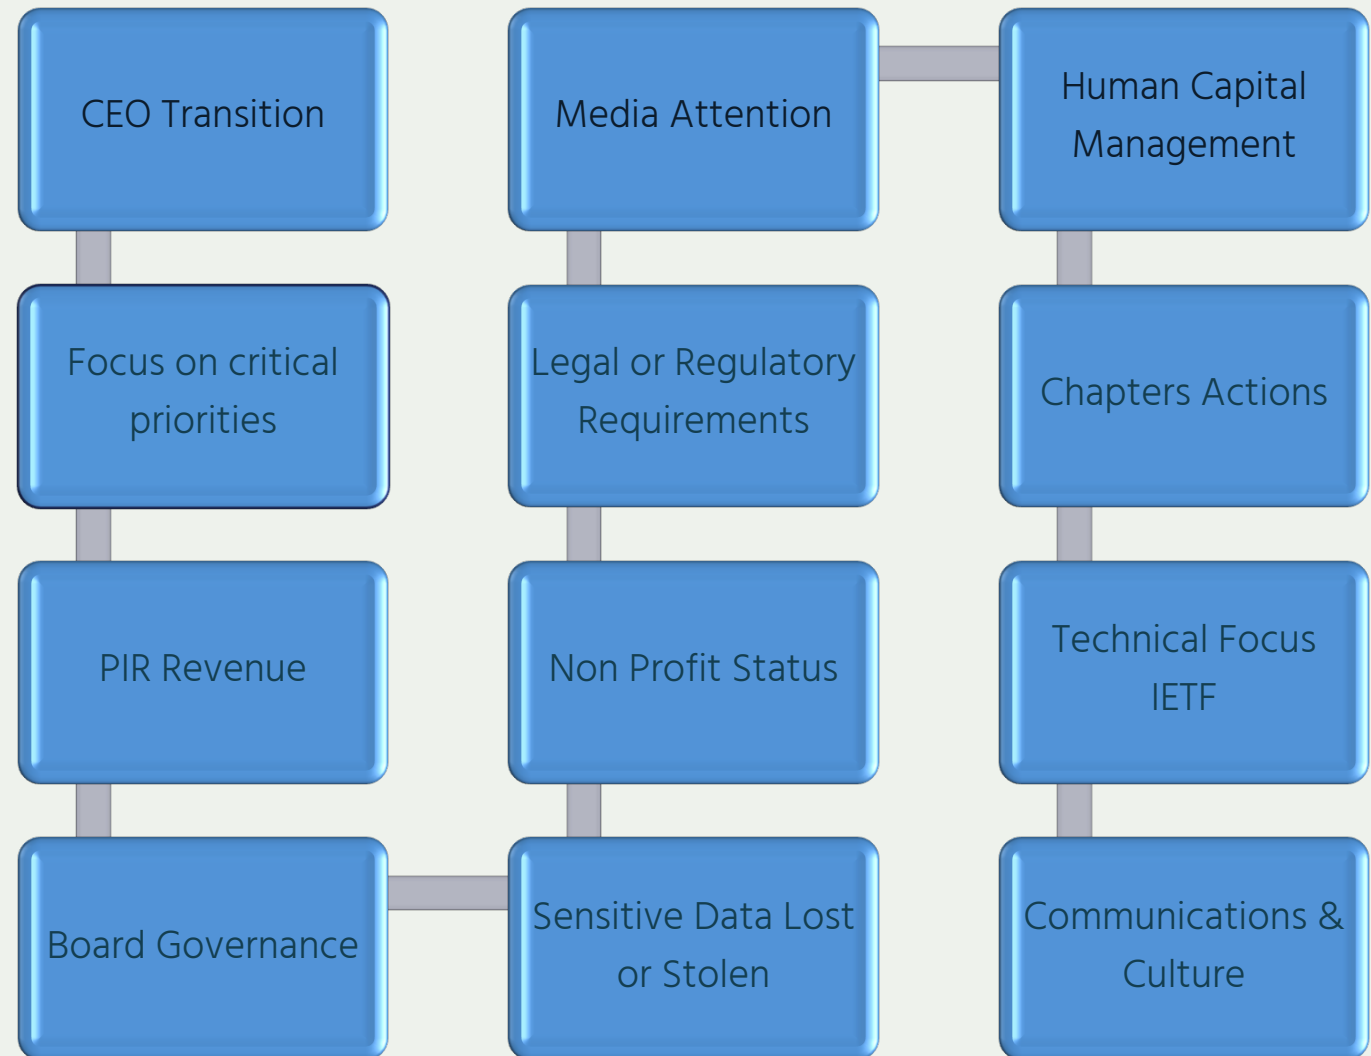 CEO Transition
Focus on critical
priorities
PIR Revenue
Board Governance
Sensitive Data Lost
or Stolen
Non Profit Status
Legal or Regulatory
Requirements
Media Attention
Human Capital
Management
Chapters Actions
Technical Focus
IETF
Communications &
Culture